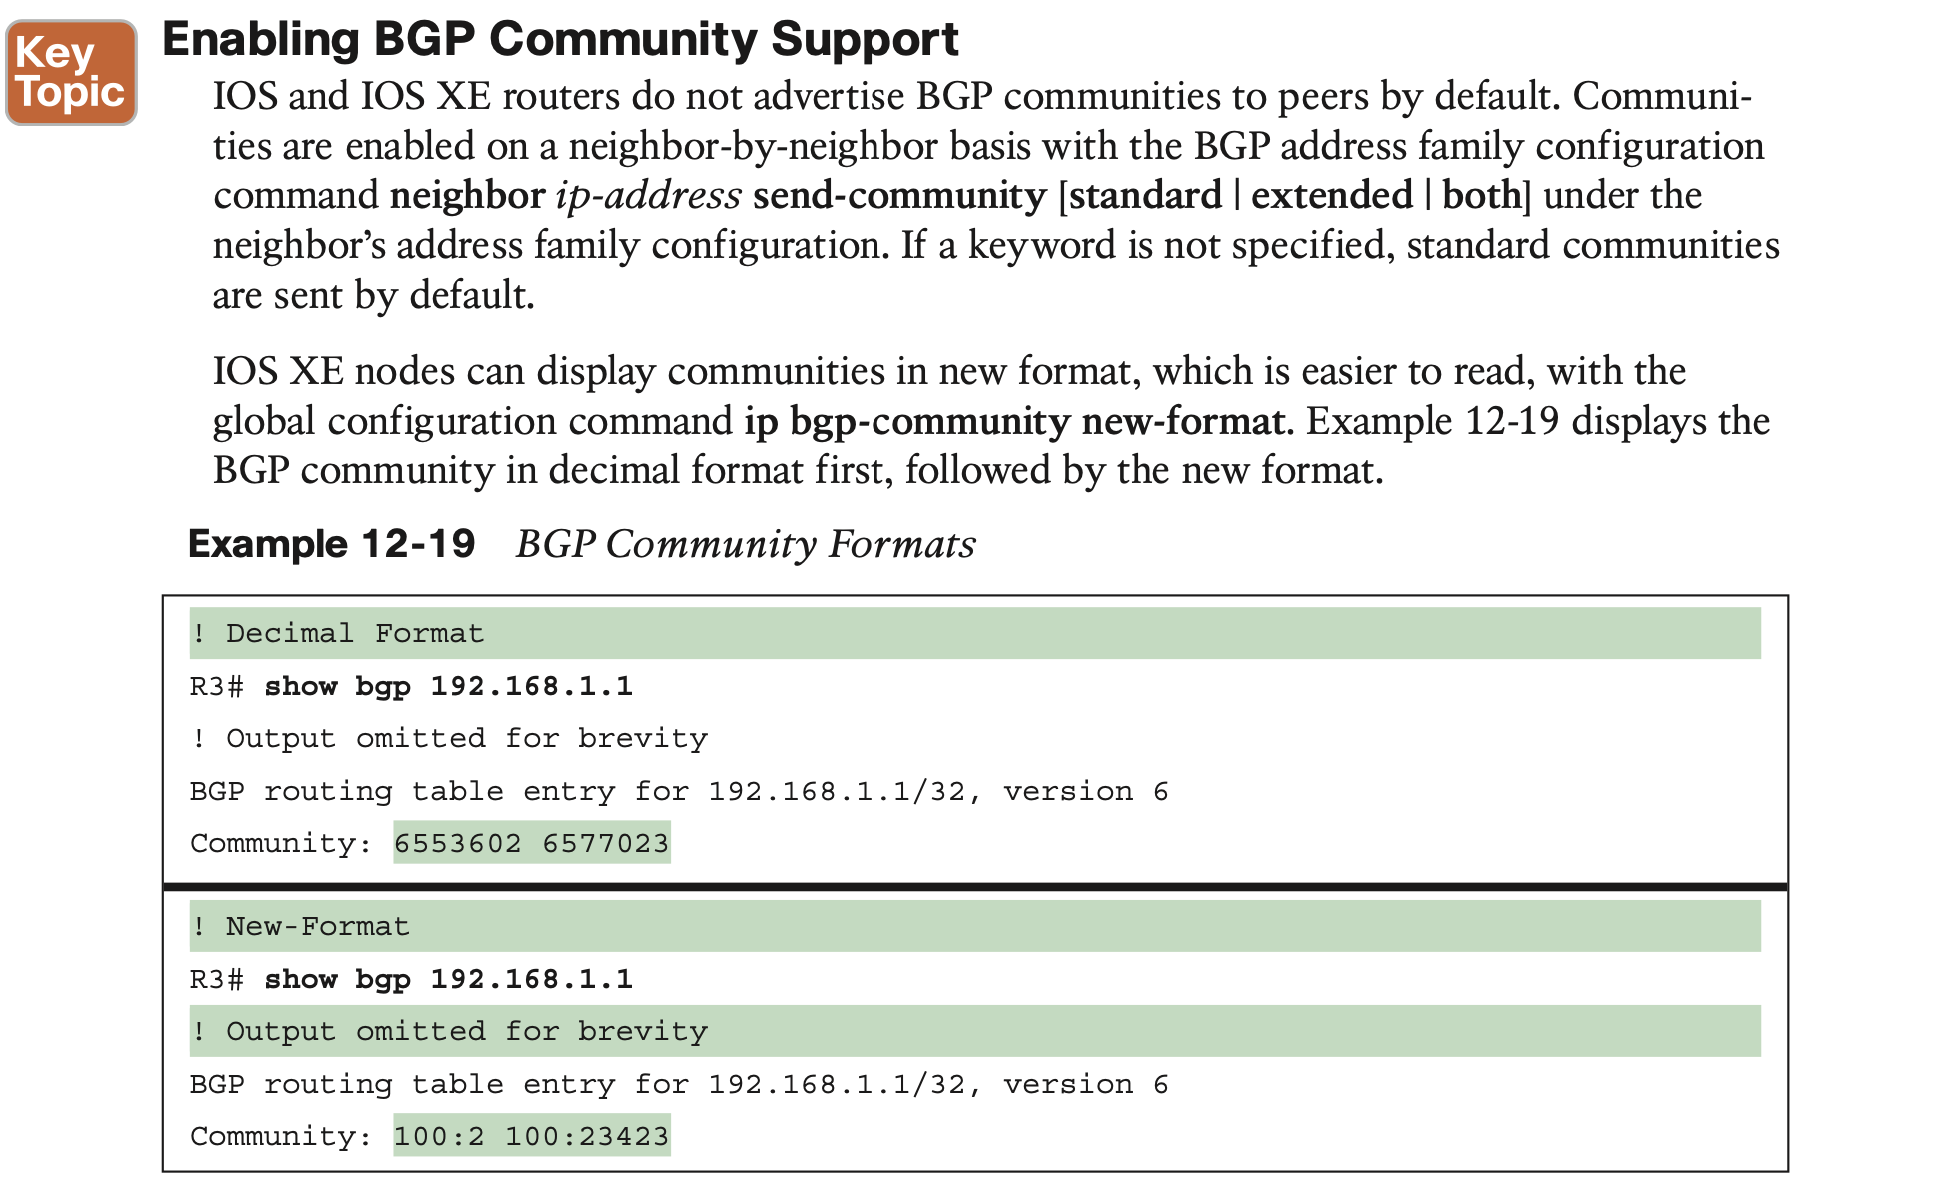 Key
Topic
Enabling BGP Community Support
IOS and IOS XE routers do not advertise BGP communities to peers by default. Communi-
ties are enabled on a neighbor-by-neighbor basis with the BGP address family configuration
command neighbor ip-address send-community [standard | extended | both] under the
neighbor’s address family configuration. If a keyword is not specified, standard communities
are sent by default.
IOS XE nodes can display communities in new format, which is easier to read, with the
global configuration command ip bgp-community new-format. Example 12-19 displays the
BGP community in decimal format first, followed by the new format.
Example 12-19 BGP Community Formats
! Decimal Format
R3# show bgp 192.168.1.1
! Output omitted for brevity
BGP routing table entry for 192.168.1.1/32, version 6
Community: 6553602 6577023
! New-Format
R3# show bgp 192.168.1.1
! Output omitted for brevity
BGP routing table entry for 192.168.1.1/32, version 6
Community: 100:2 100:23423